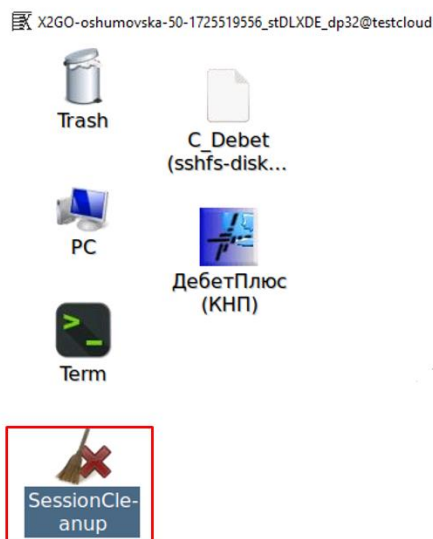 X2GO-oshumovska-50-1725519556_stDLXDE_dp32@testcloud
Trash
C_Debet
(sshfs-disk...
PC
ДебетПлюс
(КНП)
Term
SessionCle-
anup